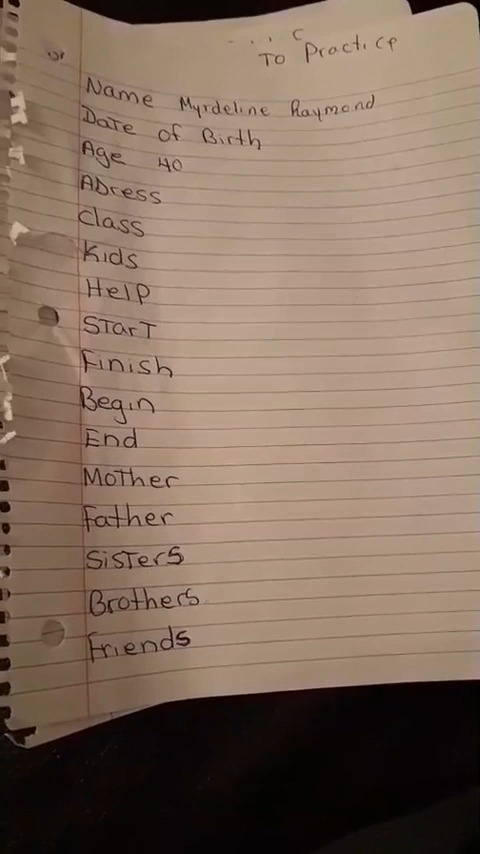 To Practice
or
Name Myrdeline Raymond
Date of Birth
Age 40
ADress
Class
Kids
Help
START
Finish
Begin
End
Mother
Father
Sisters
Brothers
Friends